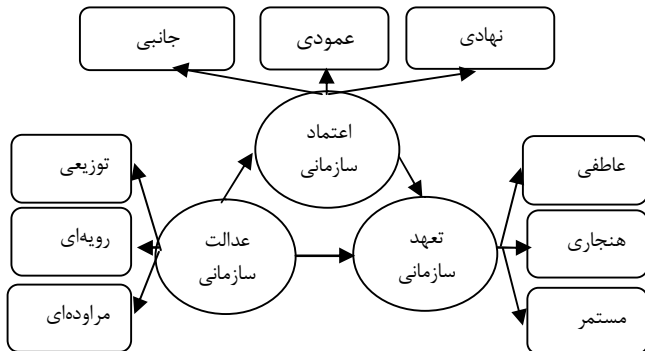 نهادی
عمودی
جانبی
اعتماد
سازمانی
عاطفی
هنجاری
مستمر
تعهد
سازمانی
عدالت
سازمانی
توزیعی
رویه‌ای
مراوده‌ای